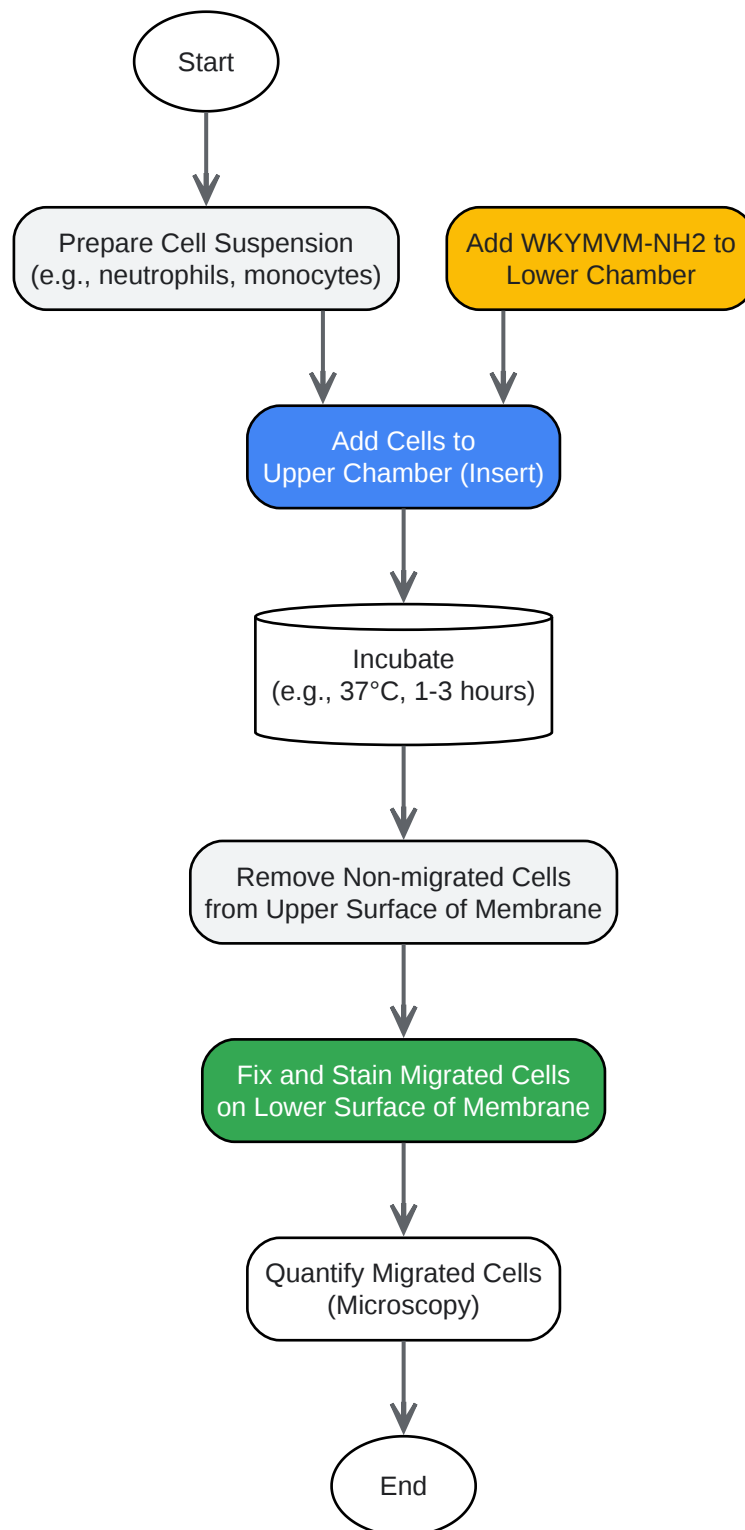 Start
Prepare Cell Suspension
(e.g., neutrophils, monocytes)
Add WKYMVM-NH2 to
Lower Chamber
Add Cells to
Upper Chamber (Insert)
Incubate
(e.g., 37°C, 1-3 hours)
Remove Non-migrated Cells
from Upper Surface of Membrane
Fix and Stain Migrated Cells
on Lower Surface of Membrane
Quantify Migrated Cells
(Microscopy)
End